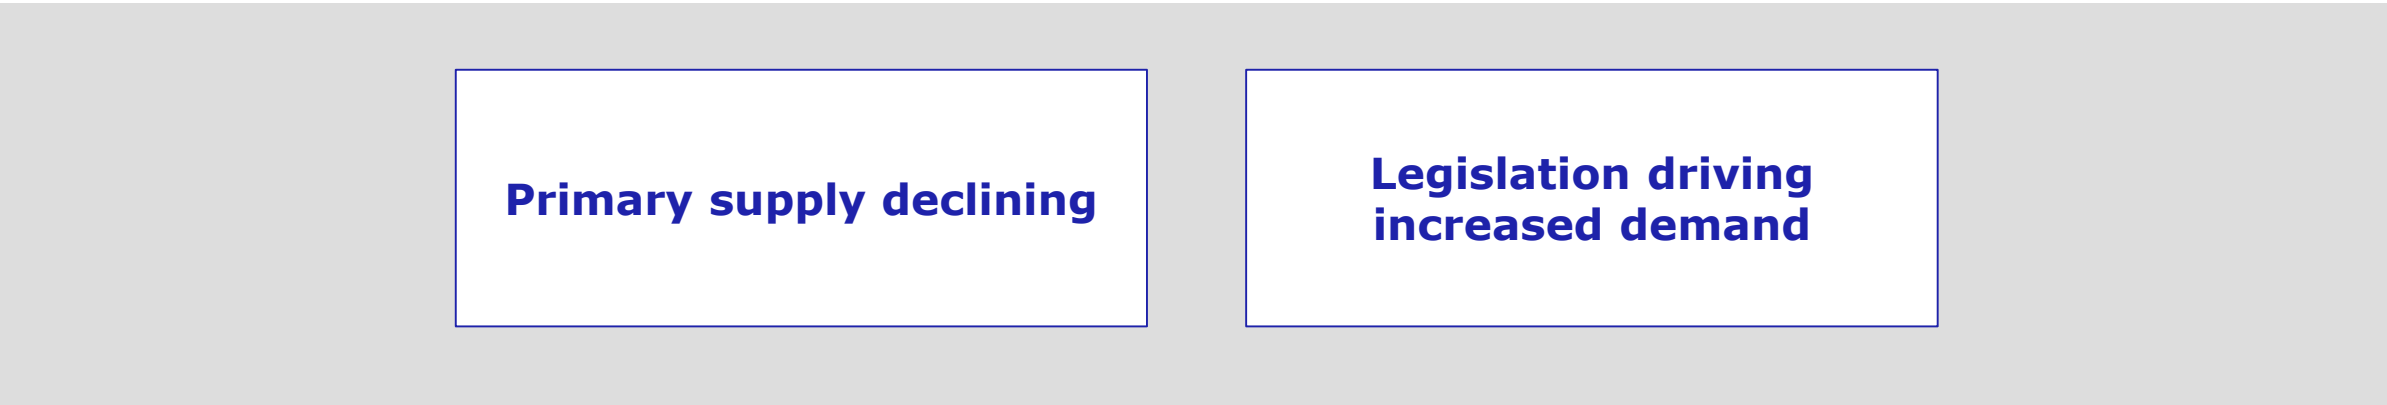 Primary supply declining
Legislation driving
increased demand